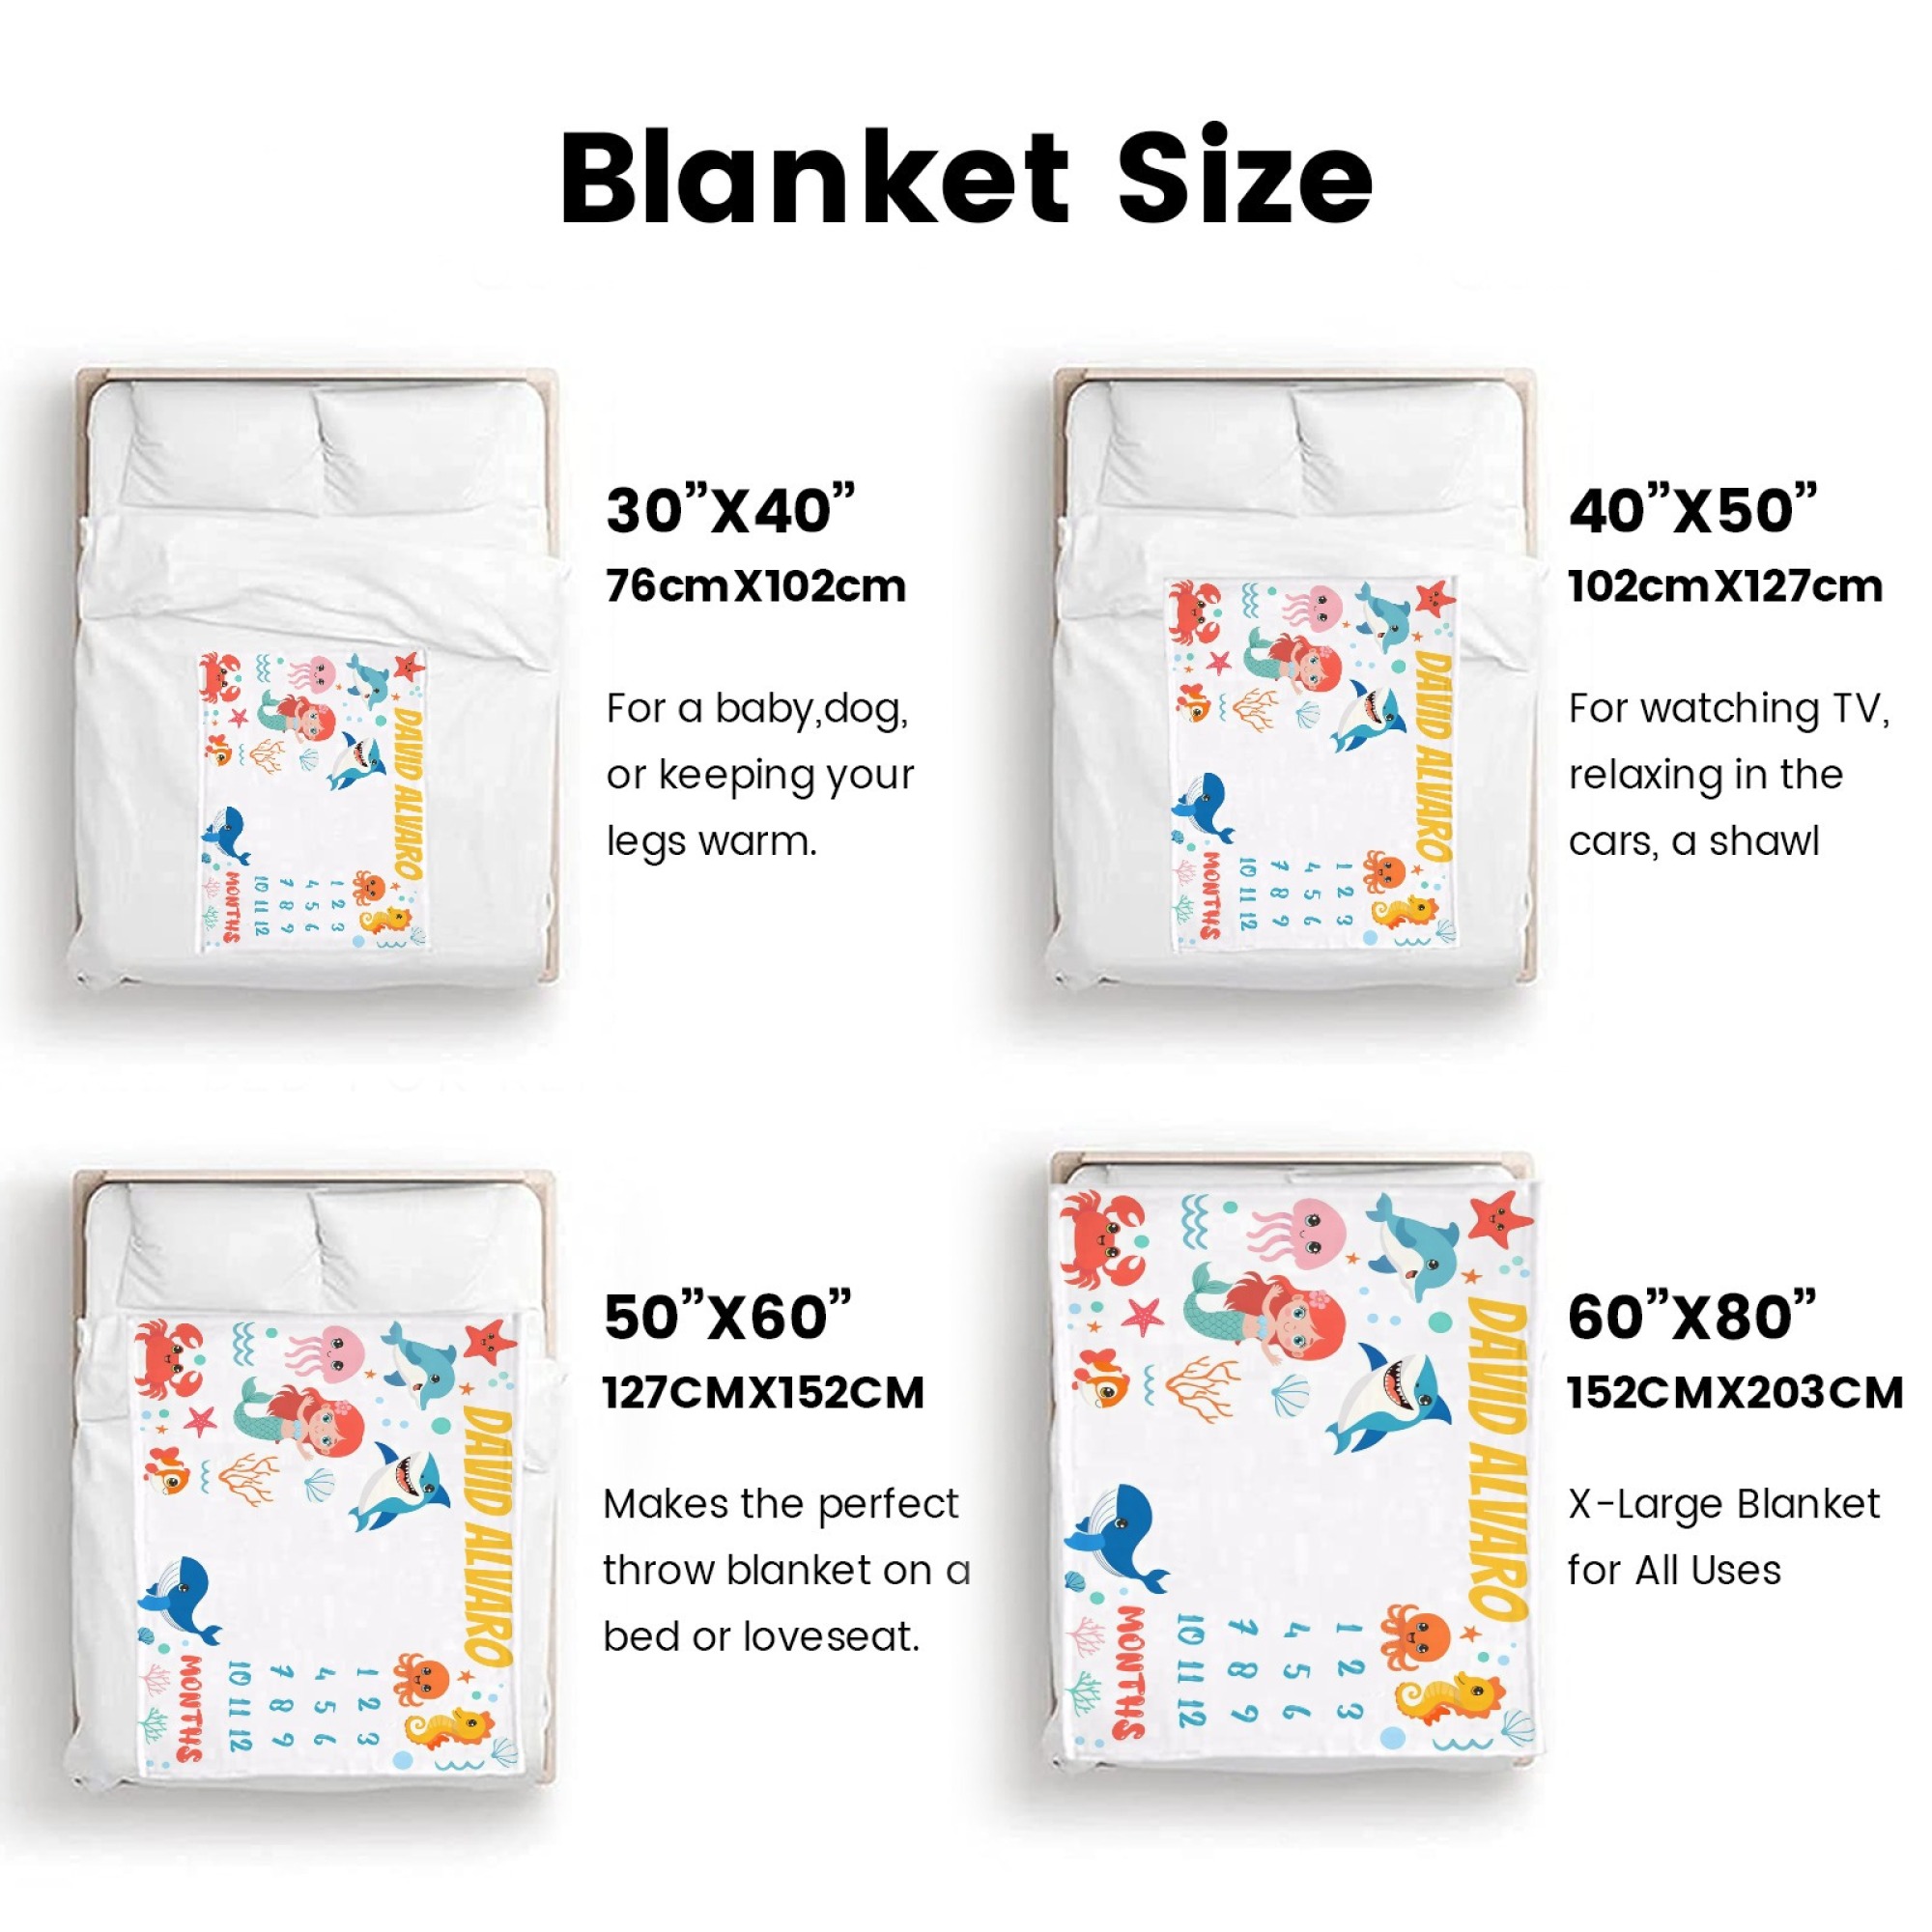 Blanket Size
30”X40”
76cmX102cm
For a baby,dog,
or keeping your
legs warm.
DAVID ALVARO
MONTHS
1 2 3
4 5 6
7 8 9
10 11 12
40”X50”
102cmX127cm
For watching TV,
relaxing in the
cars, a shawl
DAVID ALVARO
MONTHS
1 2 3
4 5 6
7 8 9
10 11 12
50”X60”
127CMX152CM
Makes the perfect
throw blanket on a
bed or loveseat.
DAVID ALVARO
MONTHS
1 2 3
4 5 6
7 8 9
10 11 12
60”X80”
152CMX203CM
X-Large Blanket
for All Uses
DAVID ALVARO
MONTHS
1 2 3
4 5 6
7 8 9
10 11 12